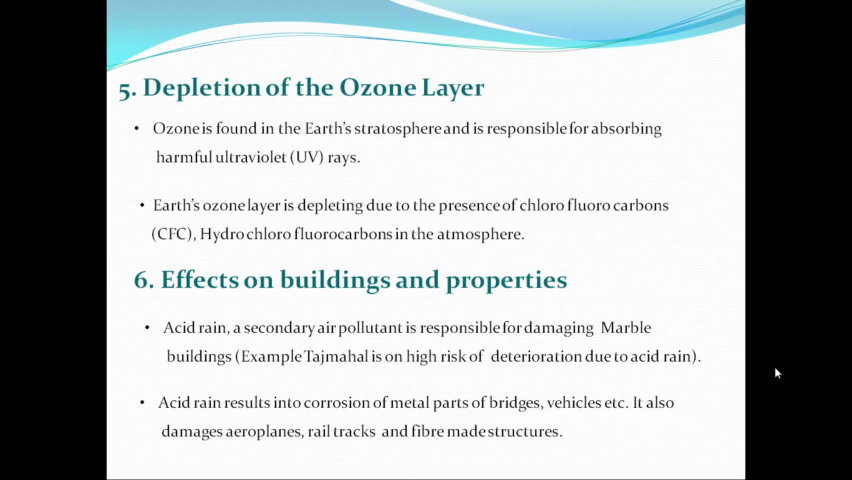 5. Depletion of the Ozone Layer
• Ozone is found in the Earth's stratosphere and is responsible for absorbing
harmful ultraviolet (UV) rays.
• Earth's ozone layer is depleting due to the presence of chloro fluoro carbons
(CFC), Hydro chloro fluorocarbons in the atmosphere.
6. Effects on buildings and properties
• Acid rain, a secondary air pollutant is responsible for damaging Marble
buildings (Example Tajmahal is on high risk of deterioration due to acid rain).
• Acid rain results into corrosion of metal parts of bridges, vehicles etc. It also
damages aeroplanes, rail tracks and fibre made structures.